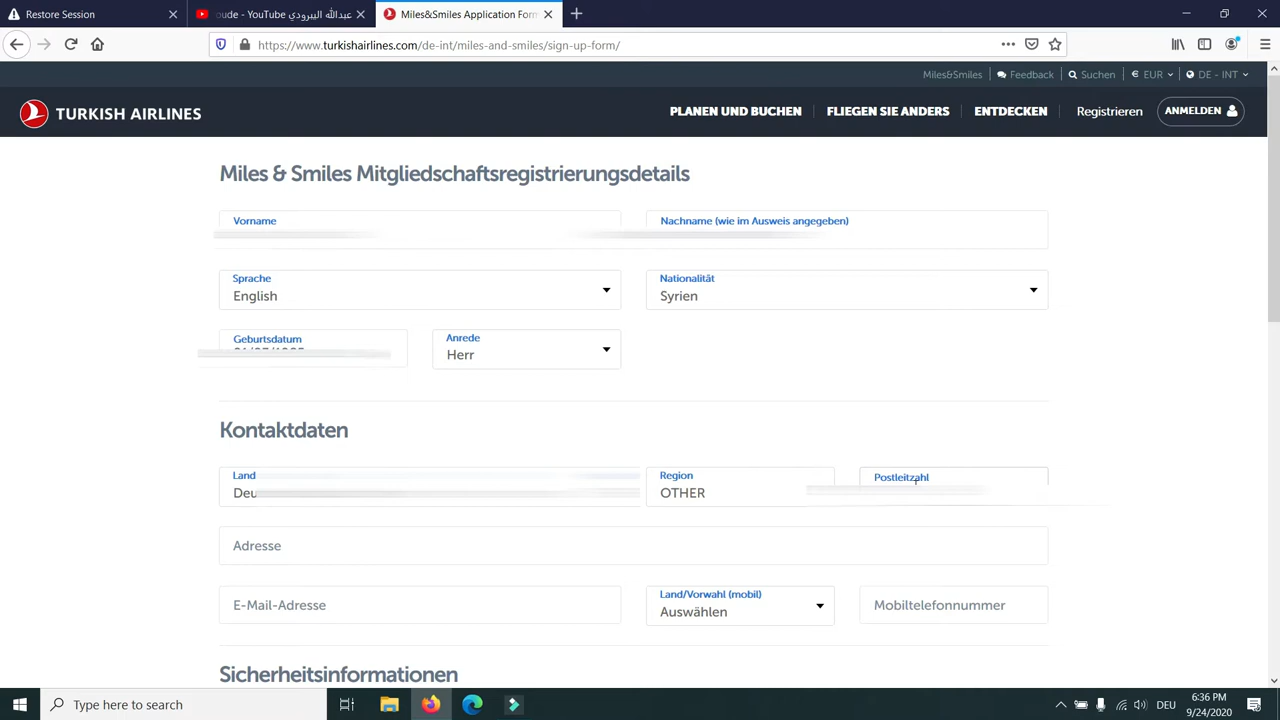 Restore Session
oude - YouTube عبدالله البيرودي
Miles&Smiles Application Form
https://www.turkishairlines.com/de-int/miles-and-smiles/sign-up-form/
Miles&Smiles Feedback Suchen € EUR DE - INT
TURKISH AIRLINES
PLANEN UND BUCHEN FLIEGEN SIE ANDERS ENTDECKEN Registrieren ANMELDEN
Miles & Smiles Mitgliedschaftsregistrierungsdetails
Vorname Nachname (wie im Ausweis angegeben)
Sprache Nationalität
English Syrien
Geburtsdatum Anrede
Herr
Kontaktdaten
Land Region Postleitzahl
Deu OTHER
Adresse
Land/Vorwahl (mobil)
E-Mail-Adresse Auswählen Mobiltelefonnummer
Sicherheitsinformationen
Type here to search
6:36 PM
DEU
9/24/2020